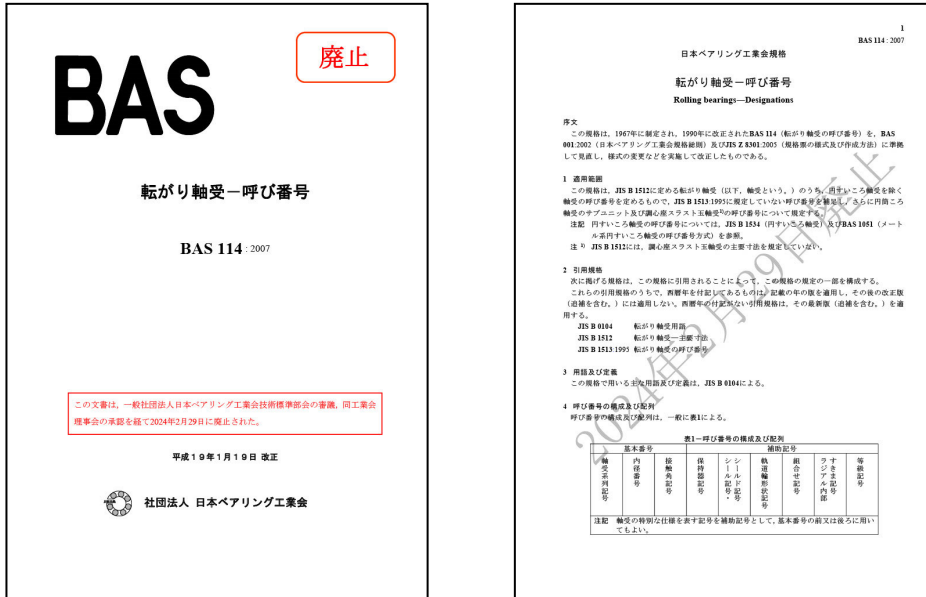 BAS
廃止
転がり軸受－呼び番号
BAS 114 : 2007
この文書は，一般社団法人日本ベアリング工業会技術標準部会の審議，同工業会
理事会の承認を経て2024年2月29日に廃止された。
平成１９年１月１９日 改正
社団法人 日本ベアリング工業会
1
BAS 114 : 2007
日本ベアリング工業会規格
転がり軸受－呼び番号
Rolling bearings—Designations
序文
この規格は，1967年に制定され，1990年に改正されたBAS 114（転がり軸受の呼び番号）を，BAS
001:2002（日本ベアリング工業会規格総則）及びJIS Z 8301:2005（規格票の様式及び作成方法）に準拠
して見直し，様式の変更などを実施して改正したものである。
1 適用範囲
この規格は，JIS B 1512に定める転がり軸受（以下，軸受という。）のうち，円すいころ軸受を除く
軸受の呼び番号を定めるもので，JIS B 1513:1995に規定していない呼び番号を補足し，さらに円筒ころ
軸受のサブユニット及び調心座スラスト玉軸受¹⁾の呼び番号について規定する。
注記 円すいころ軸受の呼び番号については，JIS B 1534（円すいころ軸受）及びBAS 1051（メート
ル系円すいころ軸受の呼び番号方式）を参照。
注 ¹⁾ JIS B 1512には，調心座スラスト玉軸受の主要寸法を規定していない。
2 引用規格
次に掲げる規格は，この規格に引用されることによって，この規格の規定の一部を構成する。
これらの引用規格のうちで，西暦年を付記してあるものは，記載の年の版を適用し，その後の改正版
（追補を含む。）には適用しない。西暦年の付記がない引用規格は，その最新版（追補を含む。）を適
用する。
JIS B 0104 転がり軸受用語
JIS B 1512 転がり軸受－主要寸法
JIS B 1513:1995 転がり軸受の呼び番号
3 用語及び定義
この規格で用いる主な用語及び定義は，JIS B 0104による。
4 呼び番号の構成及び配列
呼び番号の構成及び配列は，一般に表1による。
表1－呼び番号の構成及び配列
基本番号 補助記号
軸受系列記号
内径番号
接触角記号
保持器記号
シール記号・
シールド記号
軌道輪形状記号
組合せ記号
ラジアル内部
すきま記号
等級記号
注記 軸受の特別な仕様を表す記号を補助記号として，基本番号の前又は後ろに用い
てもよい。
2024年2月29日廃止